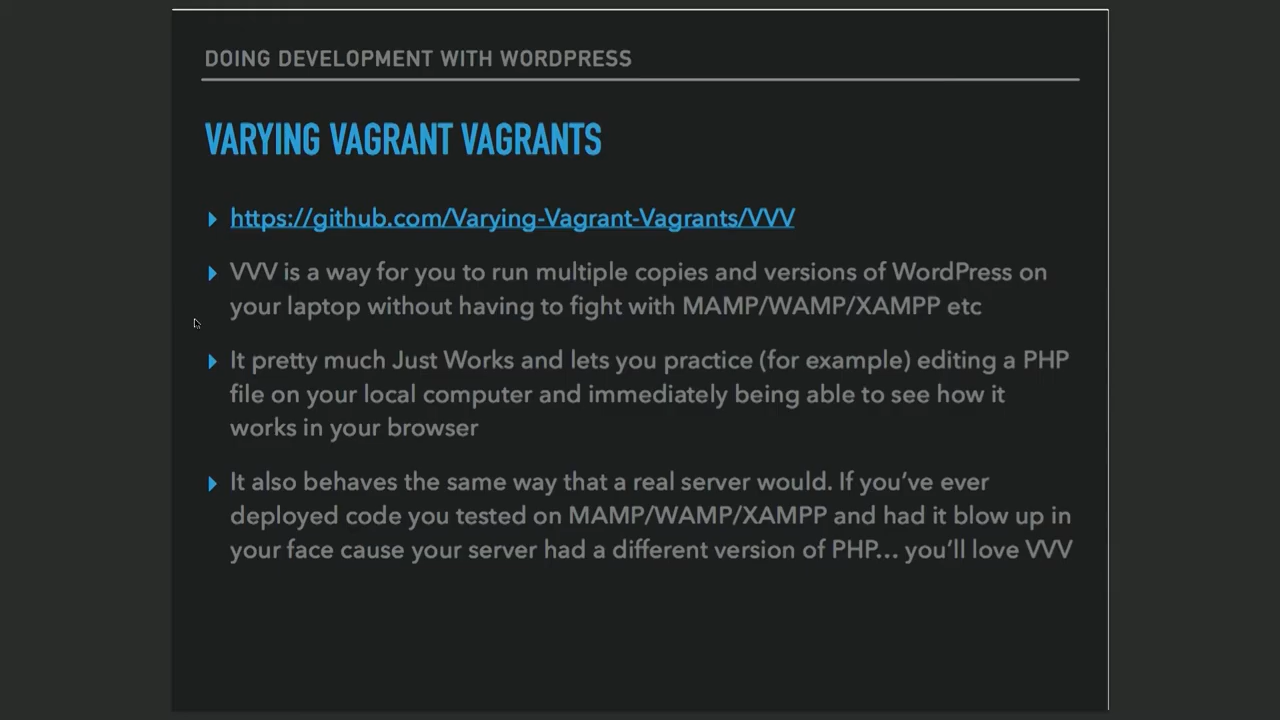 DOING DEVELOPMENT WITH WORDPRESS
VARYING VAGRANT VAGRANTS
https://github.com/Varying-Vagrant-Vagrants/VVV
VVV is a way for you to run multiple copies and versions of WordPress on
your laptop without having to fight with MAMP/WAMP/XAMPP etc
It pretty much Just Works and lets you practice (for example) editing a PHP
file on your local computer and immediately being able to see how it
works in your browser
It also behaves the same way that a real server would. If you’ve ever
deployed code you tested on MAMP/WAMP/XAMPP and had it blow up in
your face cause your server had a different version of PHP… you’ll love VVV